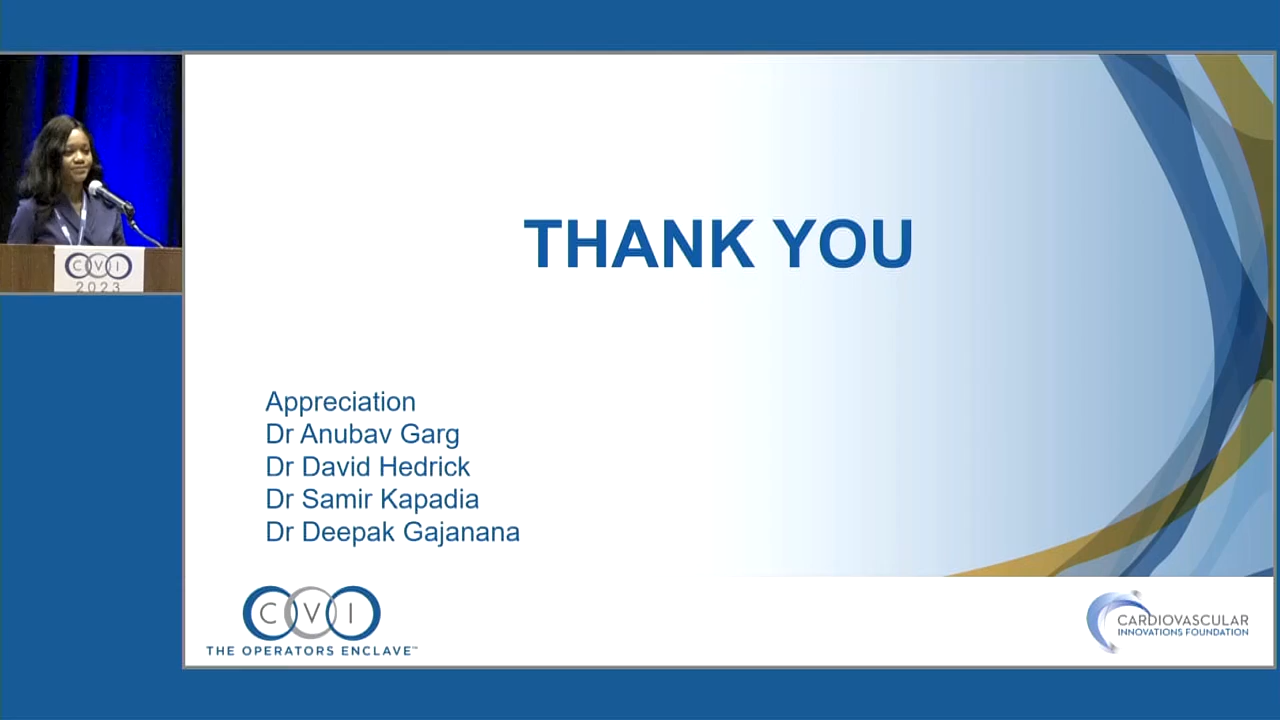 CVI
2023
THANK YOU
Appreciation
Dr Anubav Garg
Dr David Hedrick
Dr Samir Kapadia
Dr Deepak Gajanana
CVI
THE OPERATORS ENCLAVE™
CARDIOVASCULAR
INNOVATIONS FOUNDATION